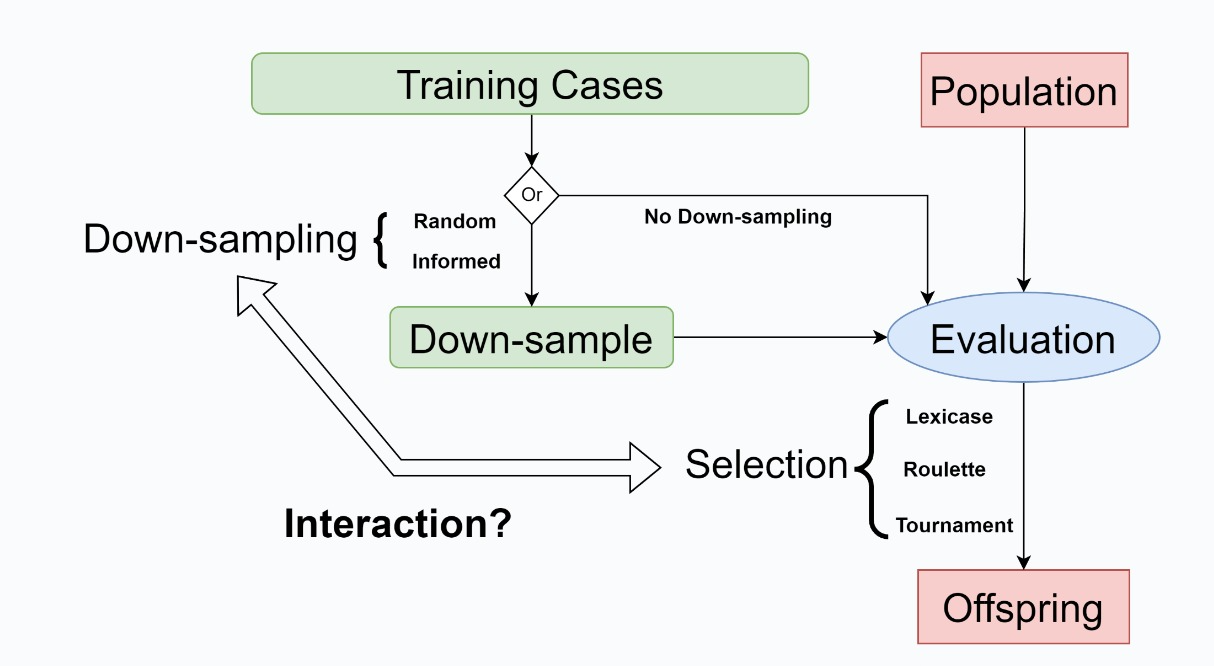 Training Cases
Population
Or
No Down-sampling
Down-sampling
Random
Informed
Down-sample
Evaluation
Selection
Lexicase
Roulette
Tournament
Interaction?
Offspring